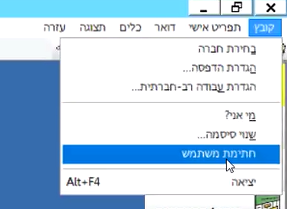 קובץ תפריט אישי דואר כלים תצוגה עזרה
בחירת חברה
הגדרת הדפסה...
הגדרת עבודה רב-חברתית...
מי אני?
שנוי סיסמה...
חתימת משתמש
יציאה Alt+F4